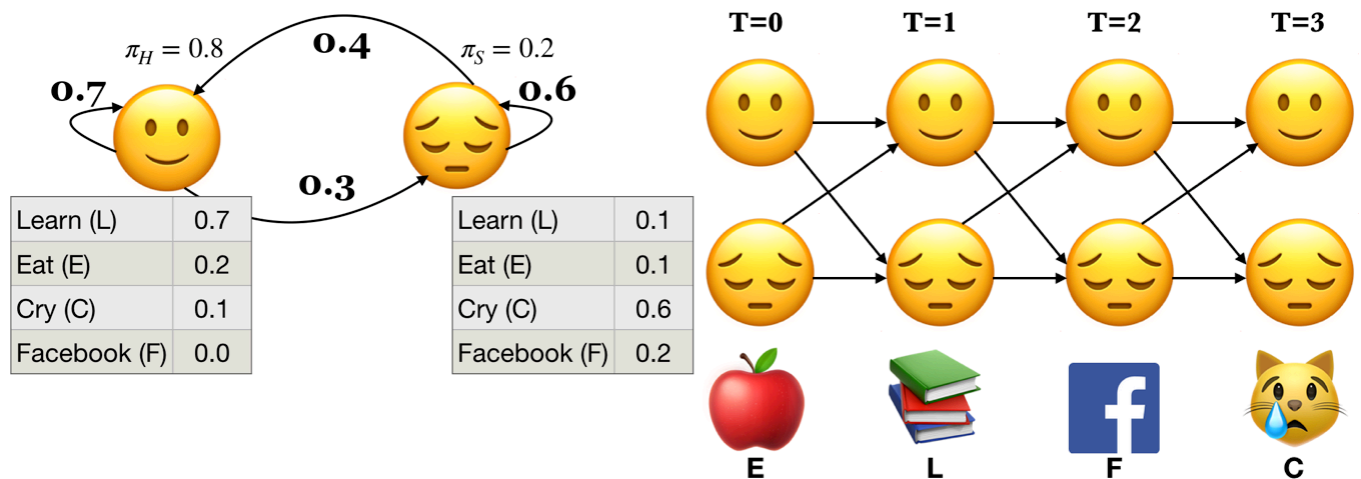 0.4
π_H = 0.8
π_S = 0.2
0.7
0.6
0.3
Learn (L) 0.7
Eat (E) 0.2
Cry (C) 0.1
Facebook (F) 0.0
Learn (L) 0.1
Eat (E) 0.1
Cry (C) 0.6
Facebook (F) 0.2
T=0 T=1 T=2 T=3
f
E L F C